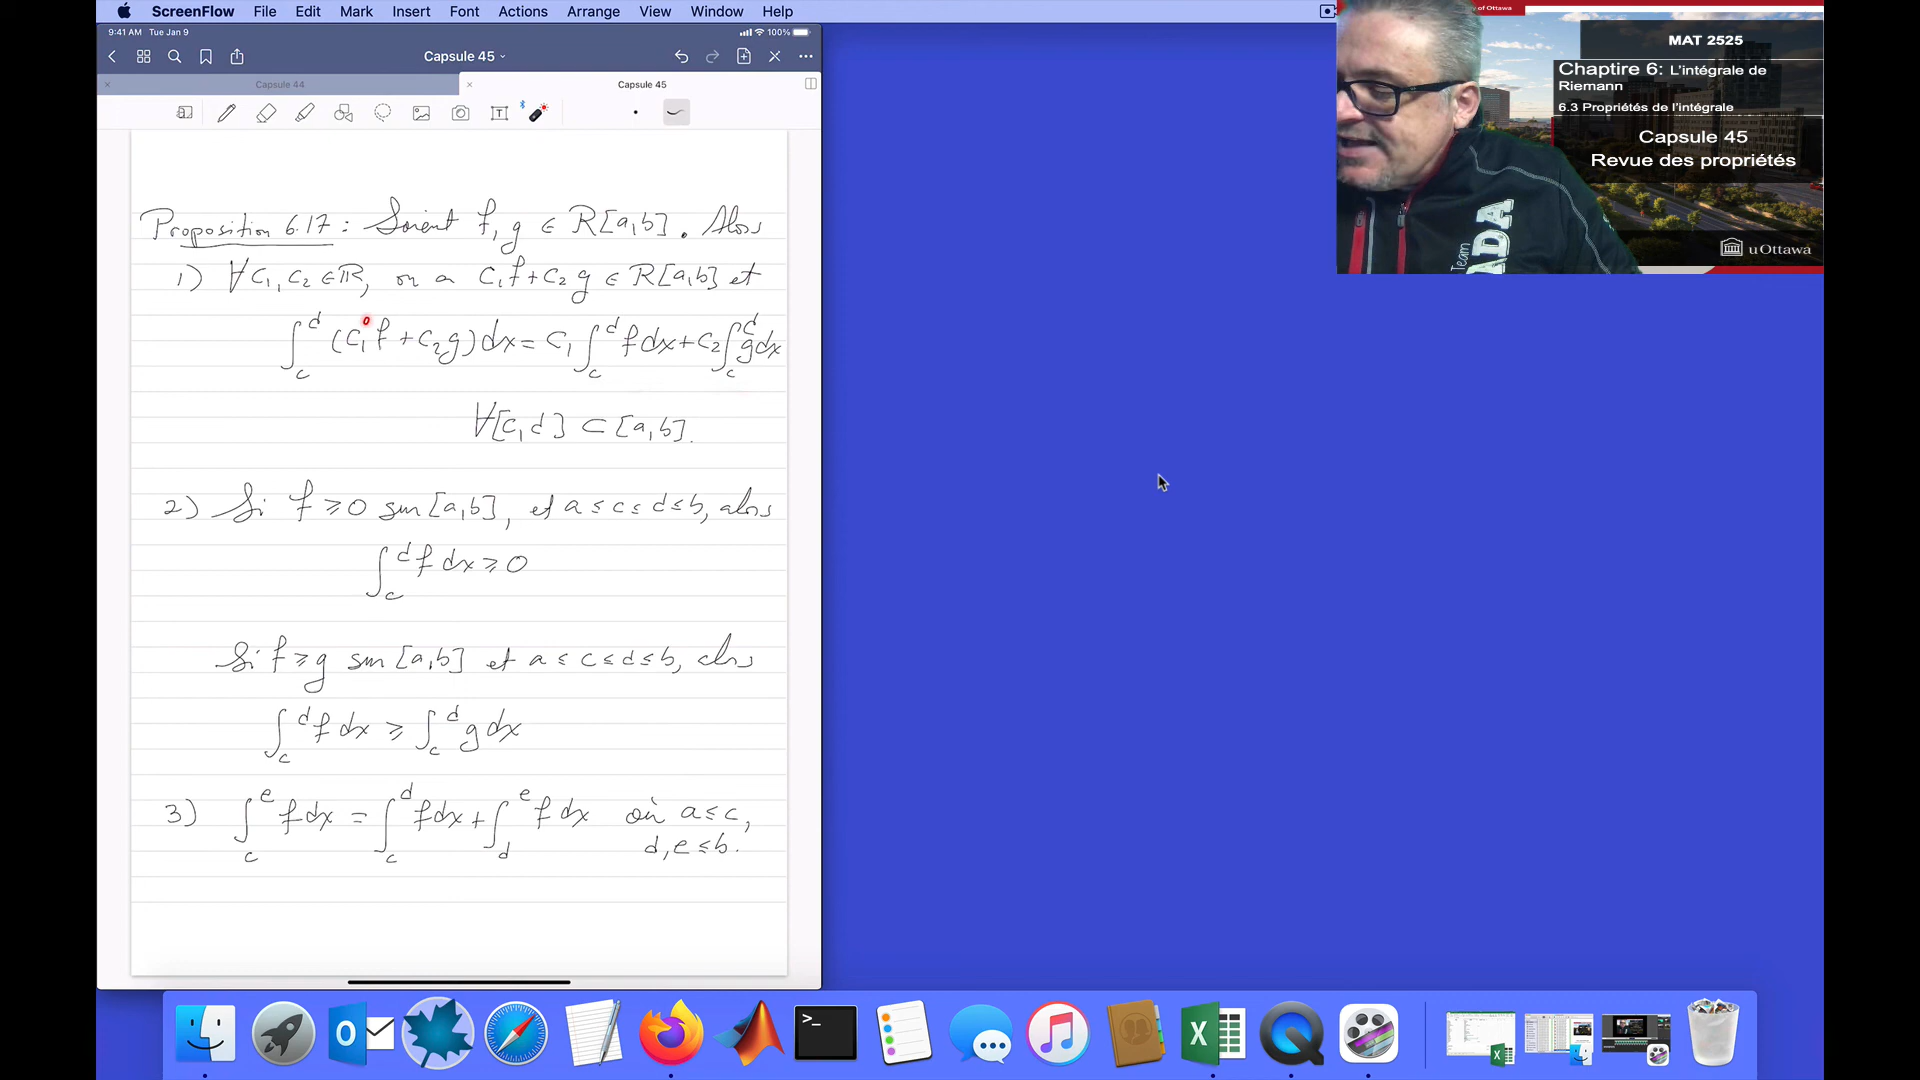 ScreenFlow File Edit Mark Insert Font Actions Arrange View Window Help
9:41 AM Tue Jan 9
100%
Capsule 45
Capsule 44
Capsule 45
Proposition 6.17 : Soient f, g ∈ R[a,b]. Alors
1) ∀ C₁, C₂ ∈ ℝ, on a C₁f + C₂g ∈ R[a,b] et
∫_c^d (C₁f + C₂g) dx = C₁ ∫_c^d f dx + C₂ ∫_c^d g dx
∀ [c,d] ⊂ [a,b].
2) Si f ⩾ 0 sur [a,b], et a ≤ c ≤ d ≤ b, alors
∫_c^d f dx ⩾ 0
Si f ⩾ g sur [a,b] et a ≤ c ≤ d ≤ b, alors
∫_c^d f dx ⩾ ∫_c^d g dx
3) ∫_c^e f dx = ∫_c^d f dx + ∫_d^e f dx où a ≤ c,
d, e ≤ b.
of Ottawa
MAT 2525
Chaptire 6: L'intégrale de
Riemann
6.3 Propriétés de l'intégrale
Capsule 45
Revue des propriétés
Team
ADA
uOttawa